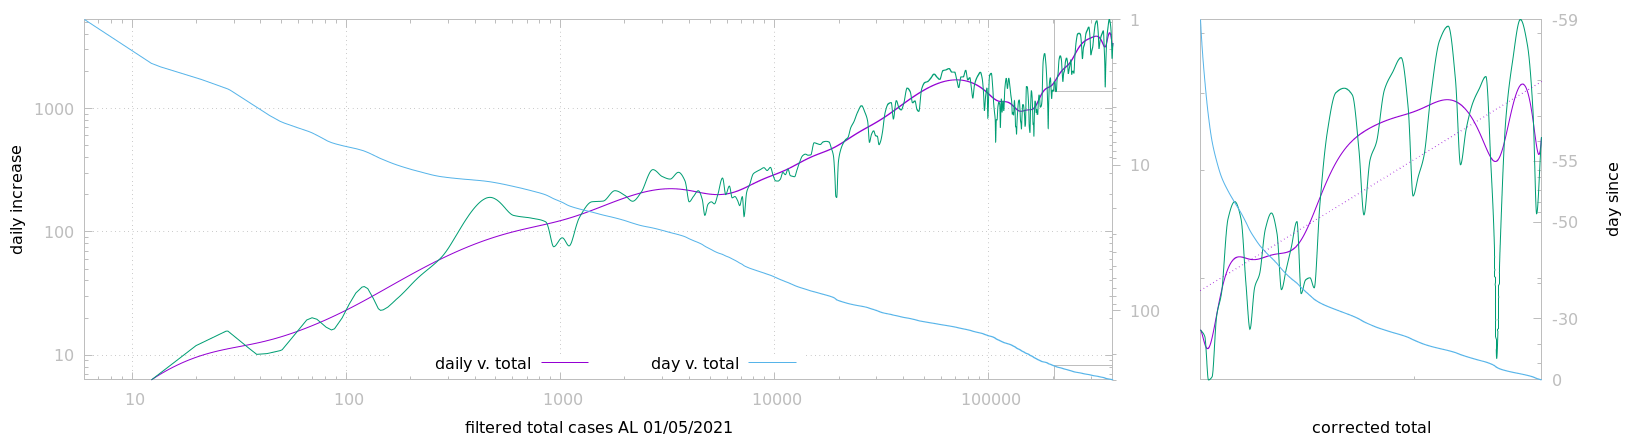 1
-59
1000
daily increase
10
-55
day since
100
-50
100
-30
10
daily v. total
day v. total
0
10
100
1000
10000
100000
filtered total cases AL 01/05/2021
corrected total